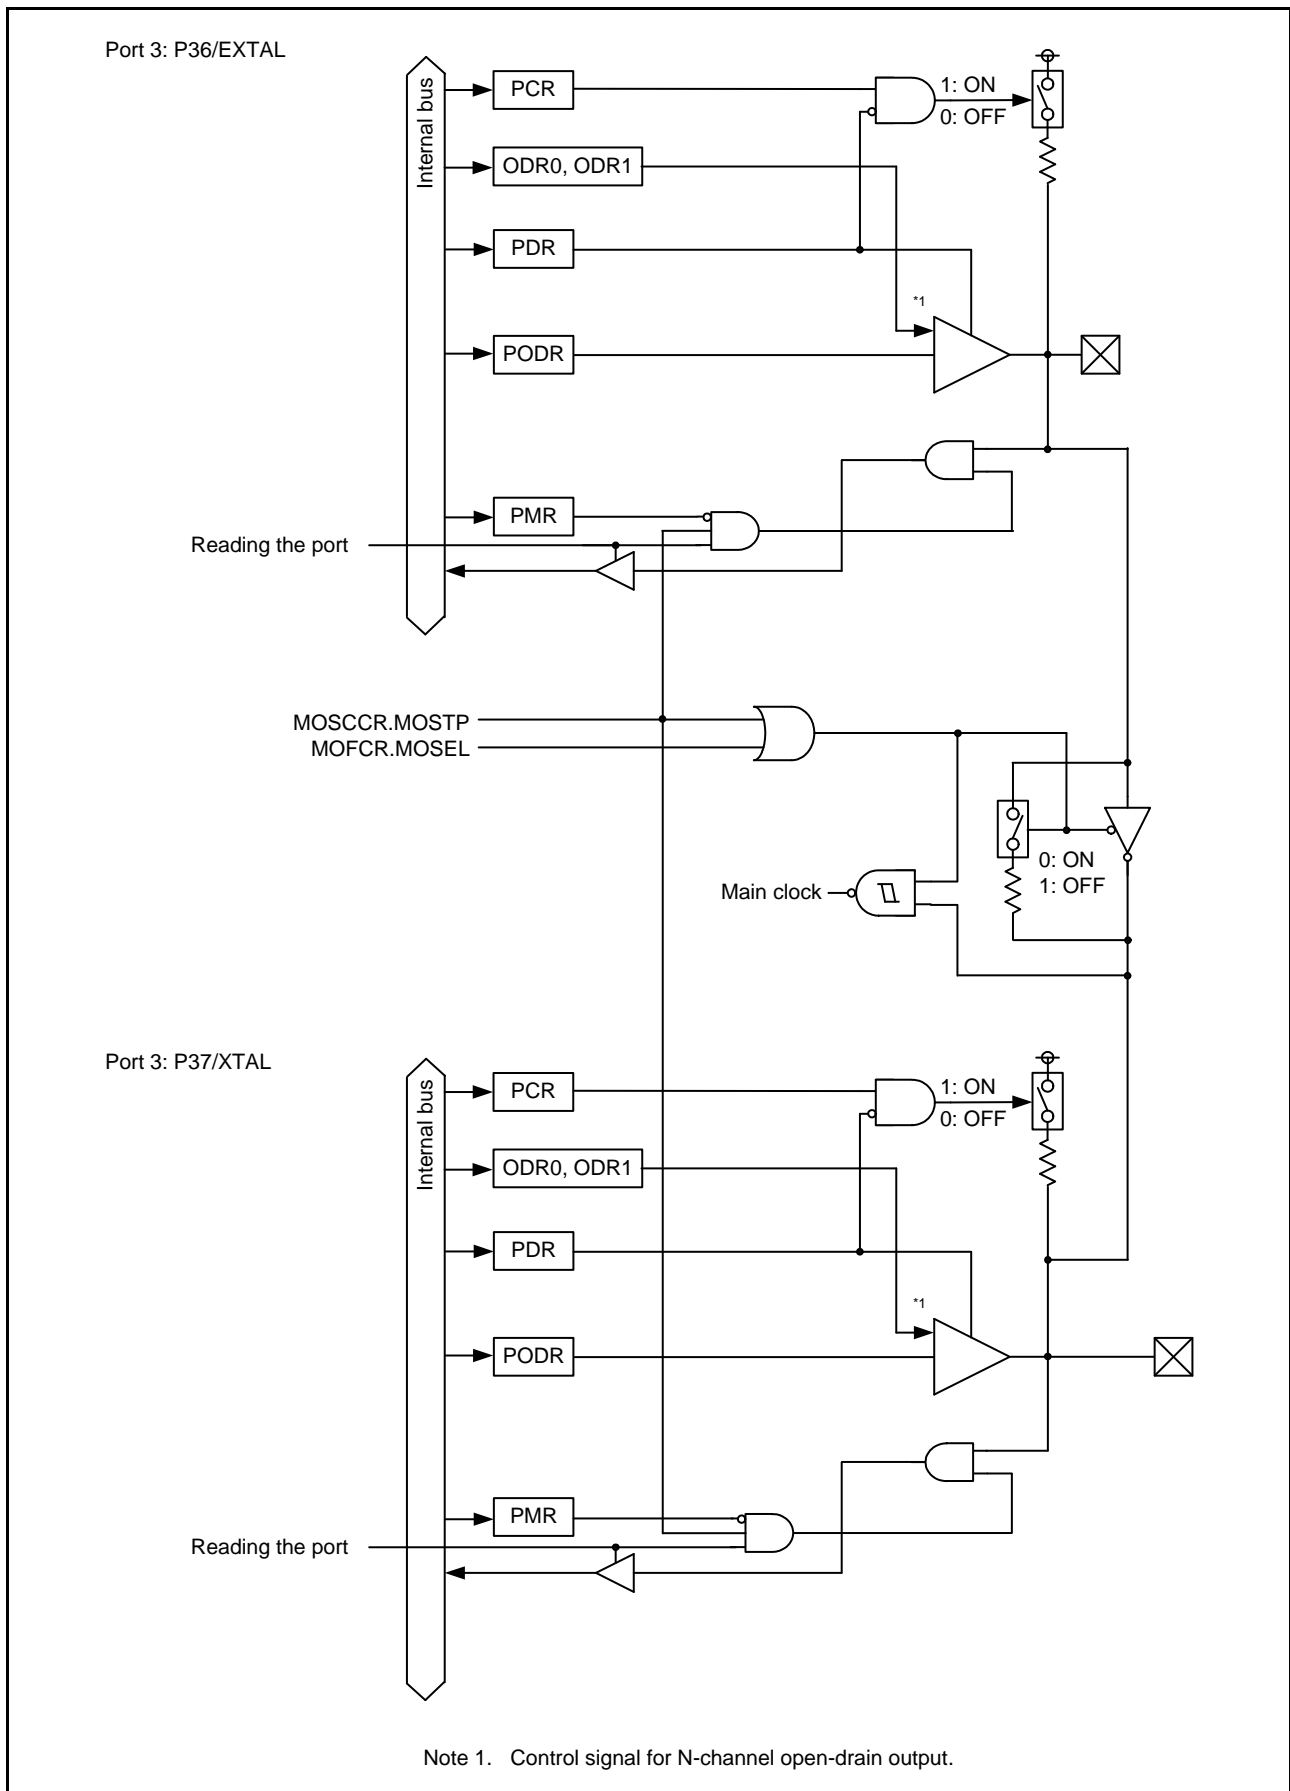 Port 3: P36/EXTAL
Internal bus
PCR
1: ON
0: OFF
ODR0, ODR1
PDR
*1
PODR
PMR
Reading the port
MOSCCR.MOSTP
MOFCR.MOSEL
0: ON
1: OFF
Main clock
Port 3: P37/XTAL
Internal bus
PCR
1: ON
0: OFF
ODR0, ODR1
PDR
*1
PODR
PMR
Reading the port
Note 1. Control signal for N-channel open-drain output.